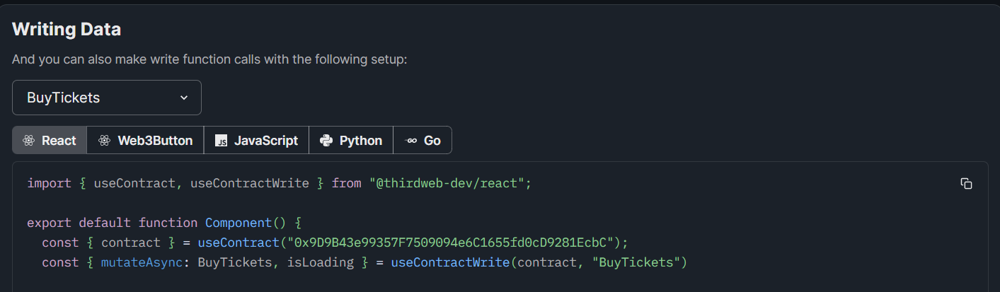 Writing Data
And you can also make write function calls with the following setup:
BuyTickets
React Web3Button JavaScript Python Go
import { useContract, useContractWrite } from "@thirdweb-dev/react";
export default function Component() {
const { contract } = useContract("0x9D9B43e99357F7509094e6C1655fd0cD9281EcbC");
const { mutateAsync: BuyTickets, isLoading } = useContractWrite(contract, "BuyTickets")